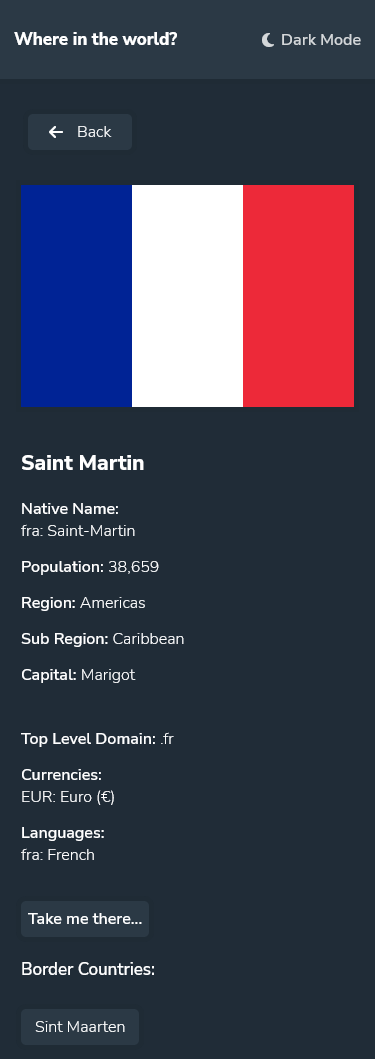 Where in the world? Dark Mode
Back
Saint Martin
Native Name:
fra: Saint-Martin
Population: 38,659
Region: Americas
Sub Region: Caribbean
Capital: Marigot
Top Level Domain: .fr
Currencies:
EUR: Euro (€)
Languages:
fra: French
Take me there...
Border Countries:
Sint Maarten